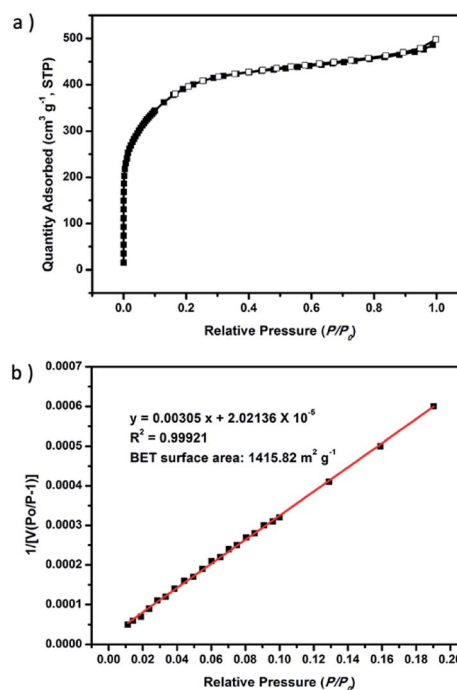 a )
Quantity Adsorbed (cm³ g⁻¹, STP)
500
400
300
200
100
0
0.0 0.2 0.4 0.6 0.8 1.0
Relative Pressure (P/P₀)
b )
1/[V(Po/P-1)]
0.0007
0.0006
0.0005
0.0004
0.0003
0.0002
0.0001
0.0000
y = 0.00305 x + 2.02136 X 10⁻⁵
R² = 0.99921
BET surface area: 1415.82 m² g⁻¹
0.00 0.02 0.04 0.06 0.08 0.10 0.12 0.14 0.16 0.18 0.20
Relative Pressure (P/P₀)